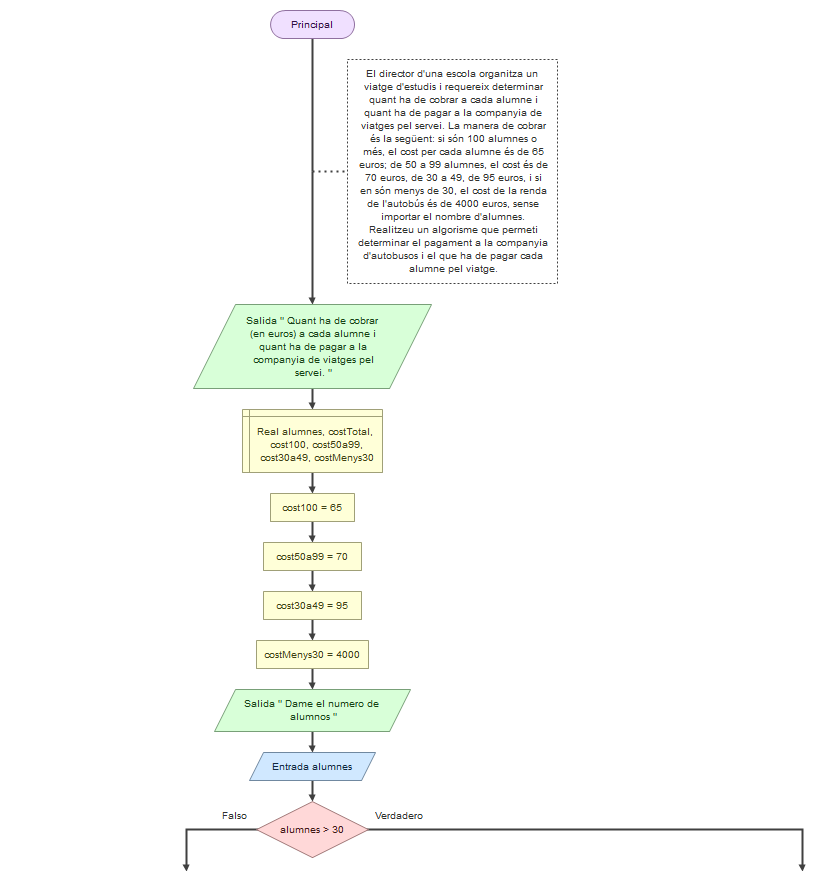 Principal
El director d'una escola organitza un
viatge d'estudis i requereix determinar
quant ha de cobrar a cada alumne i
quant ha de pagar a la companyia de
viatges pel servei. La manera de cobrar
és la següent: si són 100 alumnes o
més, el cost per cada alumne és de 65
euros; de 50 a 99 alumnes, el cost és de
70 euros, de 30 a 49, de 95 euros, i si
en són menys de 30, el cost de la renda
de l'autobús és de 4000 euros, sense
importar el nombre d'alumnes.
Realitzeu un algorisme que permeti
determinar el pagament a la companyia
d'autobusos i el que ha de pagar cada
alumne pel viatge.
Salida " Quant ha de cobrar
(en euros) a cada alumne i
quant ha de pagar a la
companyia de viatges pel
servei. "
Real alumnes, costTotal,
cost100, cost50a99,
cost30a49, costMenys30
cost100 = 65
cost50a99 = 70
cost30a49 = 95
costMenys30 = 4000
Salida " Dame el numero de
alumnos "
Entrada alumnes
Falso
Verdadero
alumnes > 30